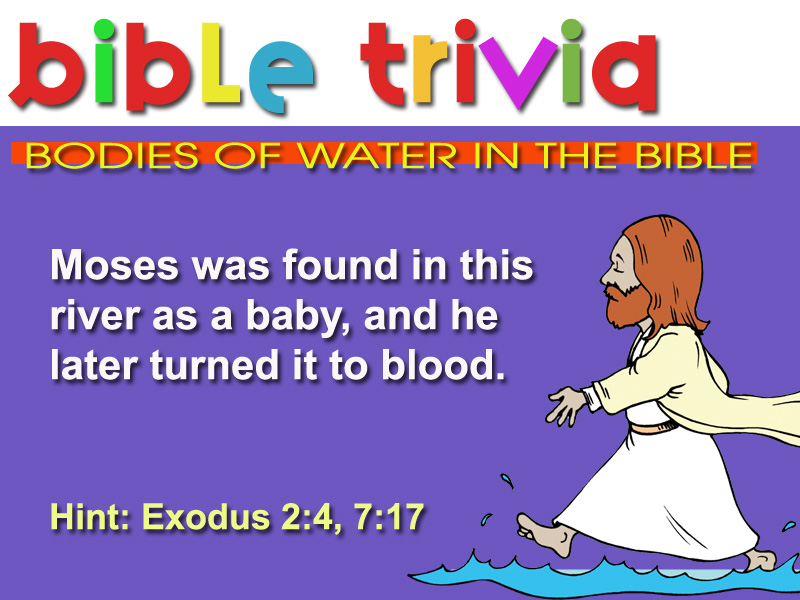 bible trivia
BODIES OF WATER IN THE BIBLE
Moses was found in this
river as a baby, and he
later turned it to blood.
Hint: Exodus 2:4, 7:17